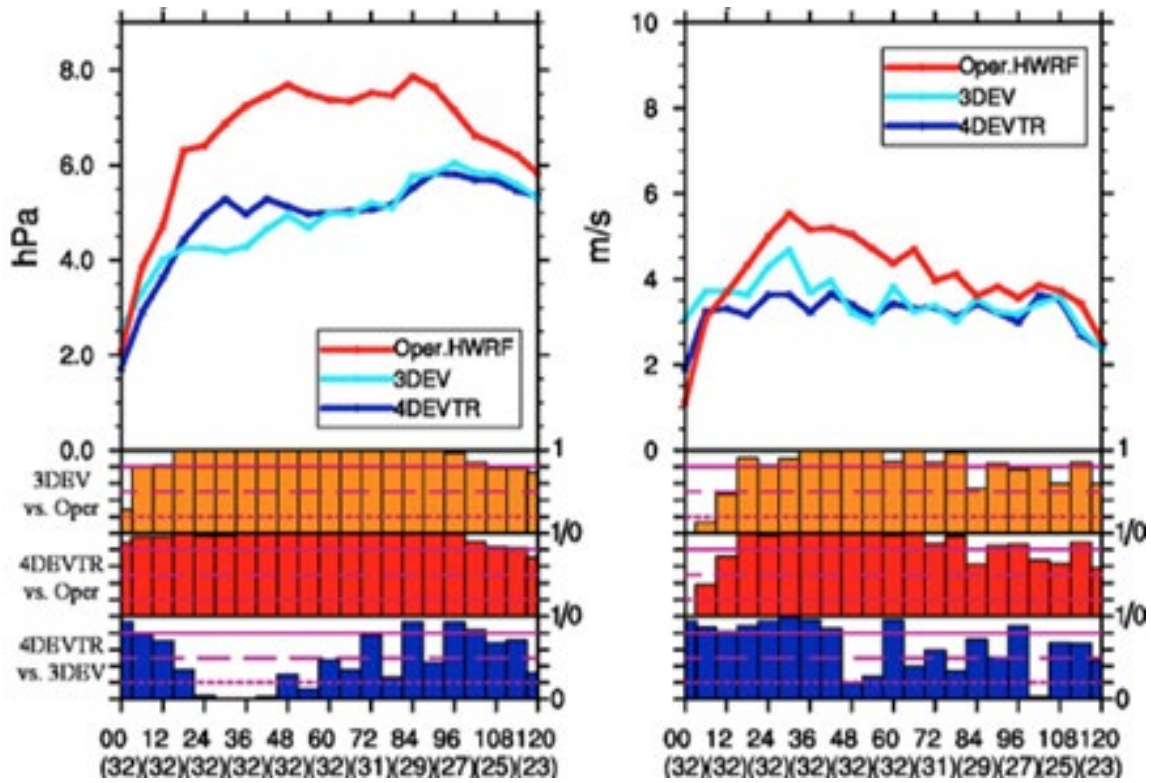 8.0
6.0
4.0
2.0
0.0
hPa
Oper.HWRF
3DEV
4DEVTR
3DEV
vs. Oper
4DEVTR
vs. Oper
4DEVTR
vs. 3DEV
1
1/0
1/0
0
00 12 24 36 48 60 72 84 96 108 120
(32)(32)(32)(32)(32)(32)(31)(29)(27)(25)(23)
10
8
6
4
2
0
m/s
Oper.HWRF
3DEV
4DEVTR
1
1/0
1/0
0
00 12 24 36 48 60 72 84 96 108 120
(32)(32)(32)(32)(32)(32)(31)(29)(27)(25)(23)